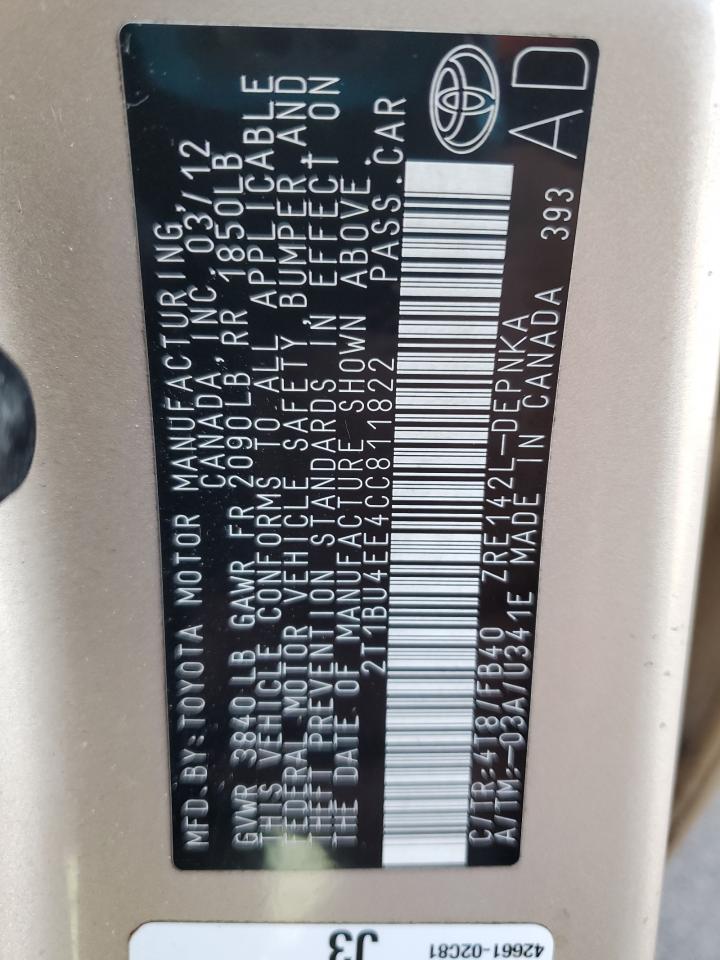 MFD.BY:TOYOTA MOTOR MANUFACTURING,
CANADA, INC. 03/12
GVWR 3840 LB GAWR FR 2090LB, RR 1850LB
THIS VEHICLE CONFORMS TO ALL APPLICABLE
FEDERAL MOTOR VEHICLE SAFETY, BUMPER AND
THEFT PREVENTION STANDARDS IN EFFECT ON
THE DATE OF MANUFACTURE SHOWN ABOVE.
2T1BU4EE4CC811822 PASS.CAR
C/TR:4T8/FB40 ZRE142L-DEPNKA
A/TM:-03A/U341E MADE IN CANADA 393
AD
J3
42661-02C81